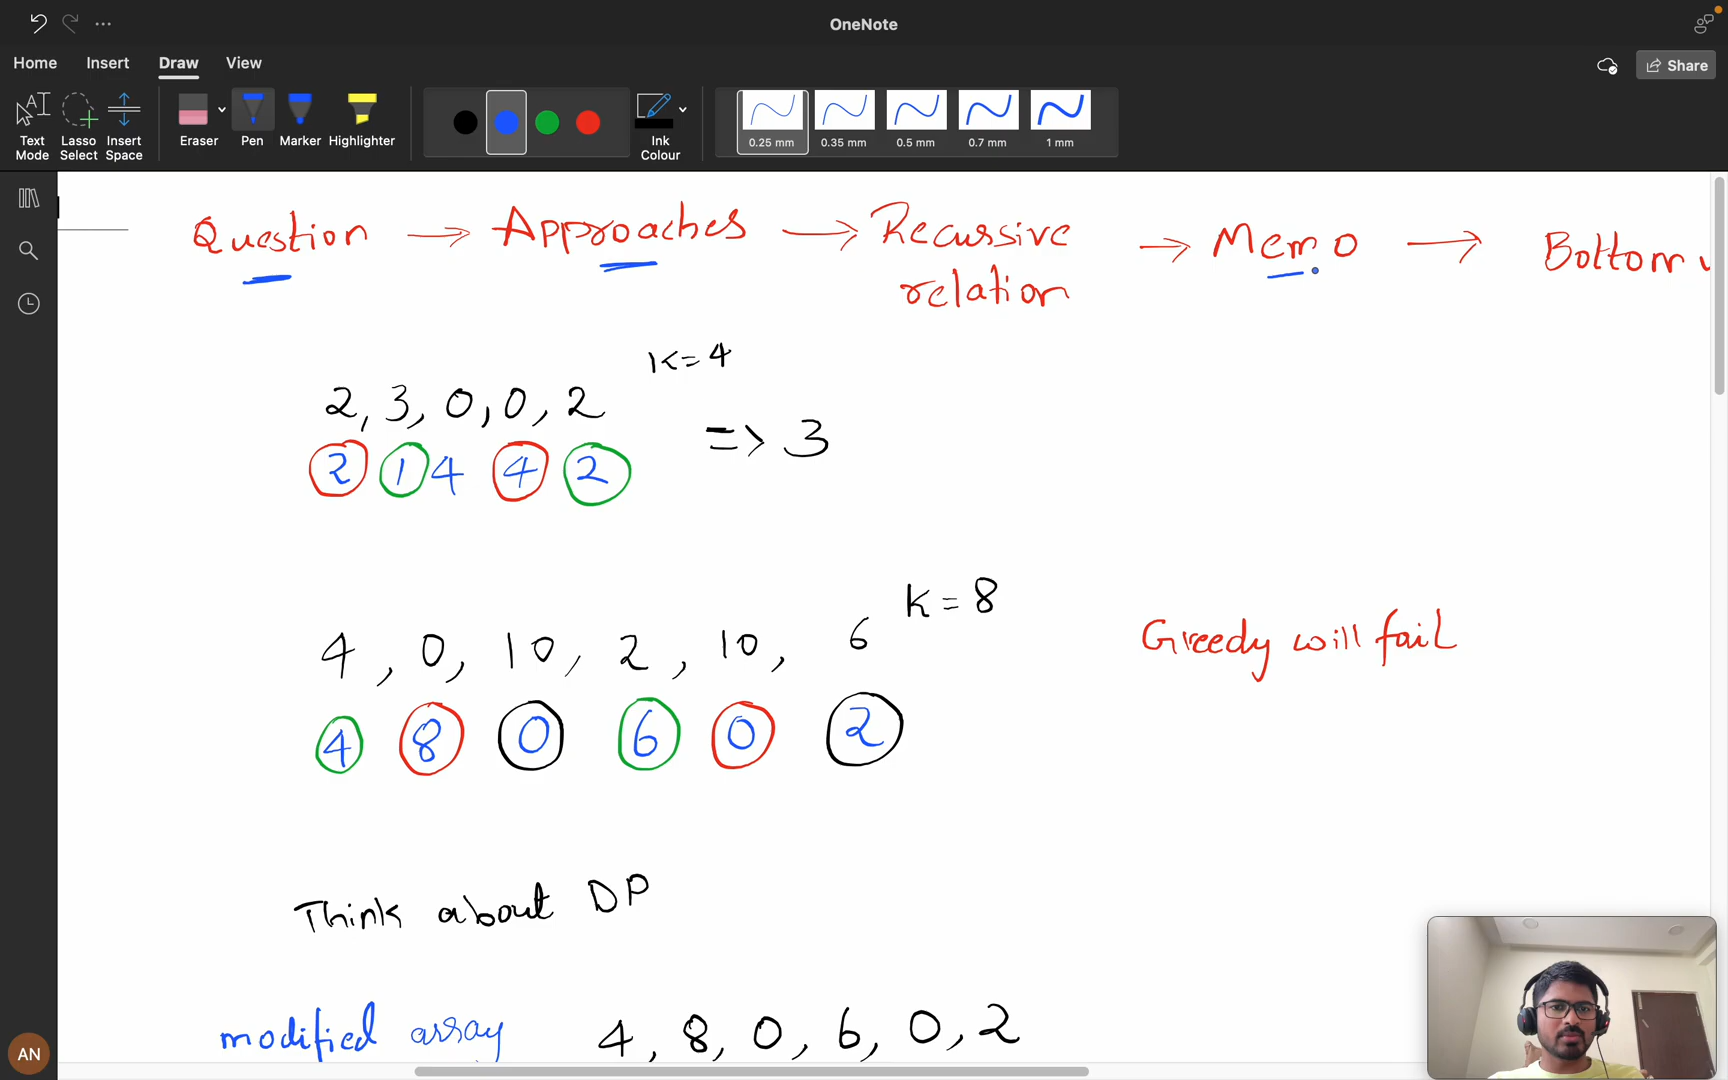 OneNote
Home Insert Draw View
Share
Text Mode
Lasso Select
Insert Space
Eraser
Pen
Marker
Highlighter
Ink Colour
0.25 mm
0.35 mm
0.5 mm
0.7 mm
1 mm
Question → Approaches → Recussive relation → Memo → Bottom
K=4
2, 3, 0, 0, 2
=> 3
2 1 4 4 2
k = 8
4, 0, 10, 2, 10, 6
Greedy will fail
4 8 0 6 0 2
Think about DP
modified array 4, 8, 0, 6, 0, 2
AN